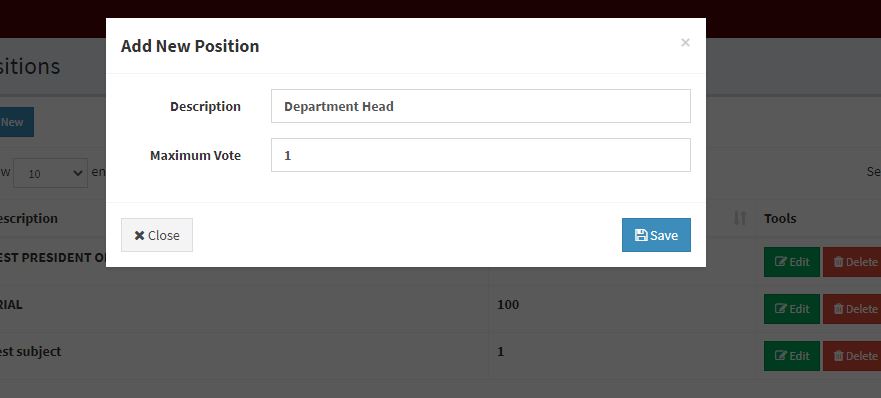 Add New Position
×
sitions
Description Department Head
New
Maximum Vote 1
w 10 en Se
escription Tools
Close Save
EST PRESIDENT O Edit Delete
RIAL 100 Edit Delete
est subject 1 Edit Delete